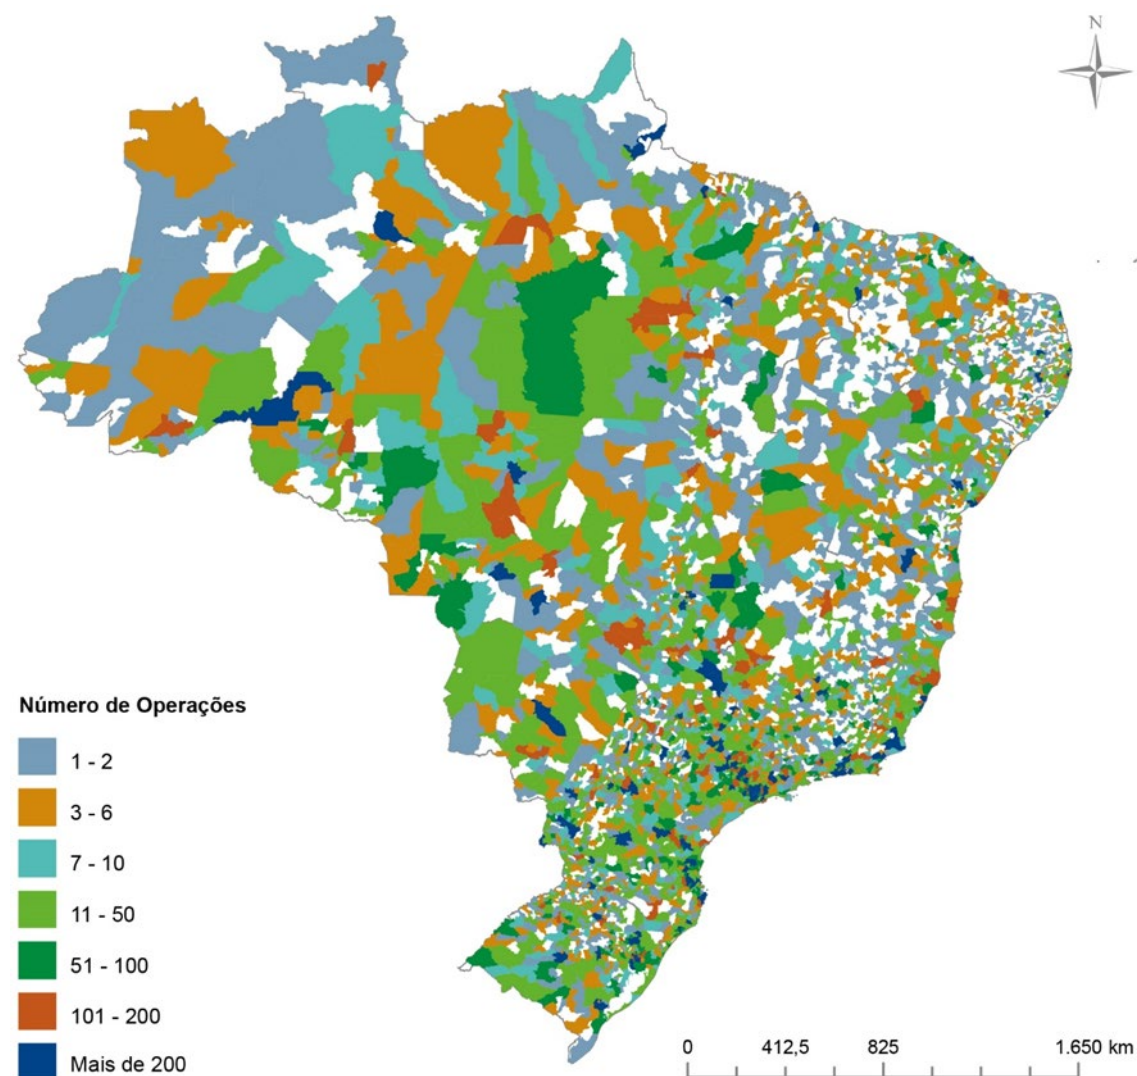 N
Número de Operações
1 - 2
3 - 6
7 - 10
11 - 50
51 - 100
101 - 200
Mais de 200
0 412,5 825 1.650 km